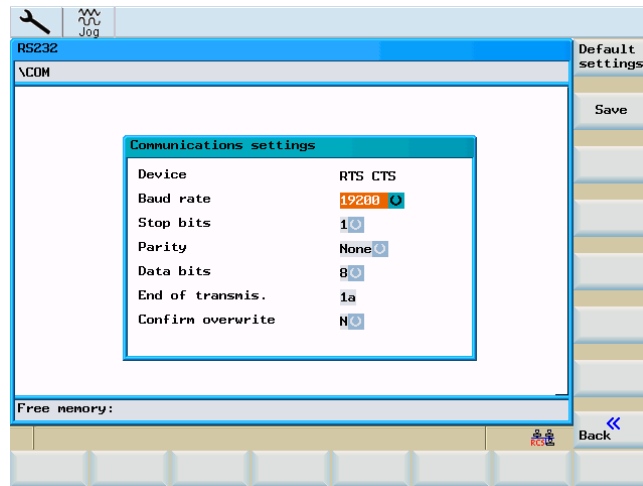 Jog
RS232
\COM
Default
settings
Save
Communications settings
Device RTS CTS
Baud rate 19200
Stop bits 1
Parity None
Data bits 8
End of transmis. 1a
Confirm overwrite N
Free memory:
Back